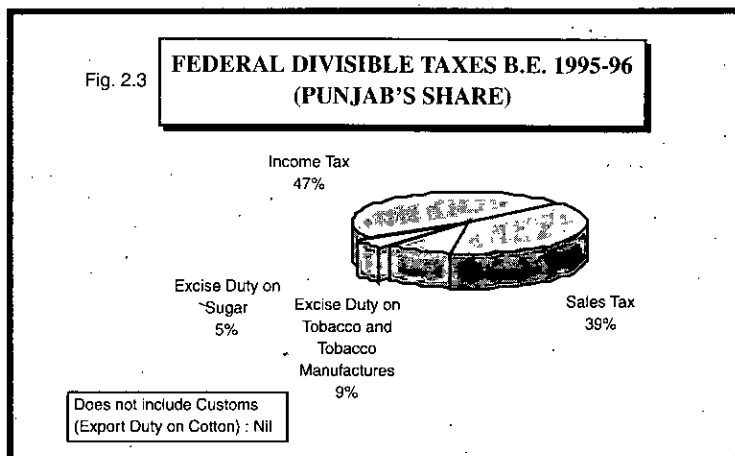 Fig. 2.3
FEDERAL DIVISIBLE TAXES B.E. 1995-96
(PUNJAB'S SHARE)
Income Tax
47%
Excise Duty on
Sugar
5%
Excise Duty on
Tobacco and
Tobacco
Manufactures
9%
Sales Tax
39%
Does not include Customs
(Export Duty on Cotton) : Nil